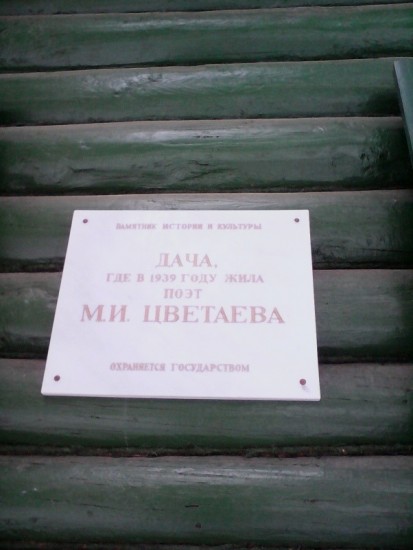 ПАМЯТНИК ИСТОРИИ И КУЛЬТУРЫ
ДАЧА,
ГДЕ В 1939 ГОДУ ЖИЛА
ПОЭТ
М.И. ЦВЕТАЕВА
ОХРАНЯЕТСЯ ГОСУДАРСТВОМ